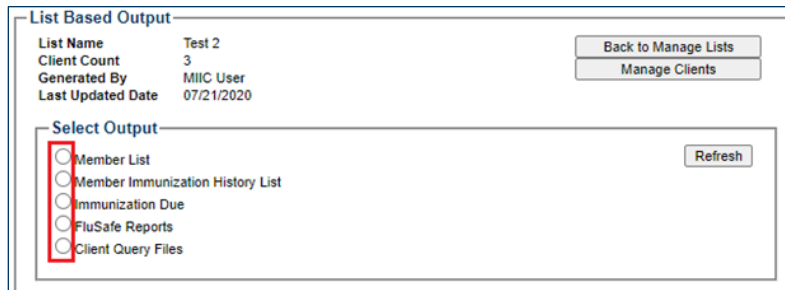 List Based Output
List Name Test 2
Back to Manage Lists
Client Count 3
Manage Clients
Generated By MIIC User
Last Updated Date 07/21/2020
Select Output
Member List
Refresh
Member Immunization History List
Immunization Due
FluSafe Reports
Client Query Files